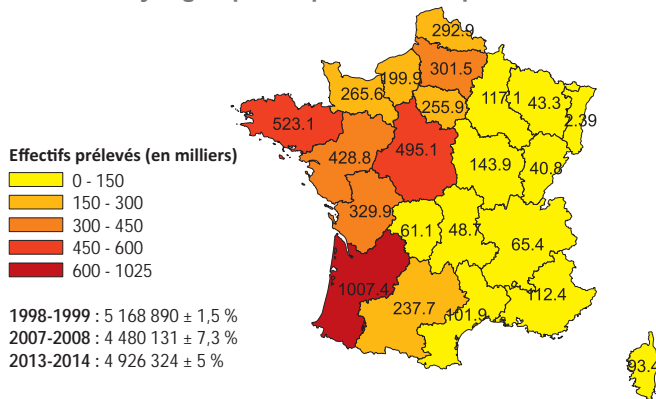 292.9
301.5
199.9
265.6
255.9
117.1
43.3
2.39
523.1
428.8
495.1
143.9
40.8
329.9
61.1
48.7
65.4
1007.4
237.7
101.9
112.4
93.4
Effectifs prélevés (en milliers)
0 - 150
150 - 300
300 - 450
450 - 600
600 - 1025
1998-1999 : 5 168 890 ± 1,5 %
2007-2008 : 4 480 131 ± 7,3 %
2013-2014 : 4 926 324 ± 5 %